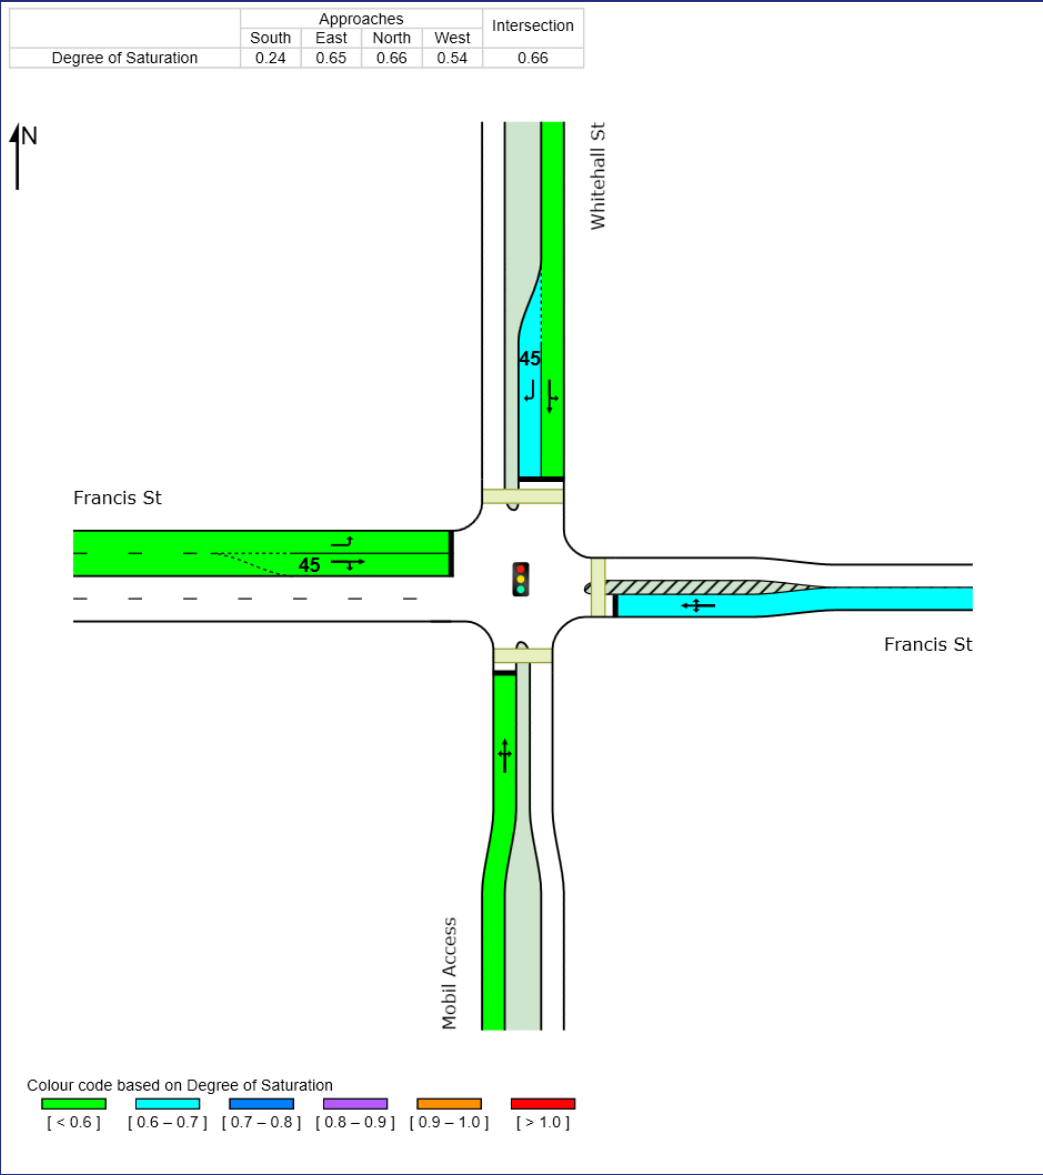 Approaches
Intersection
South East North West
Degree of Saturation 0.24 0.65 0.66 0.54 0.66
N
Whitehall St
45
Francis St
45
Francis St
Mobil Access
Colour code based on Degree of Saturation
[ < 0.6 ] [ 0.6 – 0.7 ] [ 0.7 – 0.8 ] [ 0.8 – 0.9 ] [ 0.9 – 1.0 ] [ > 1.0 ]